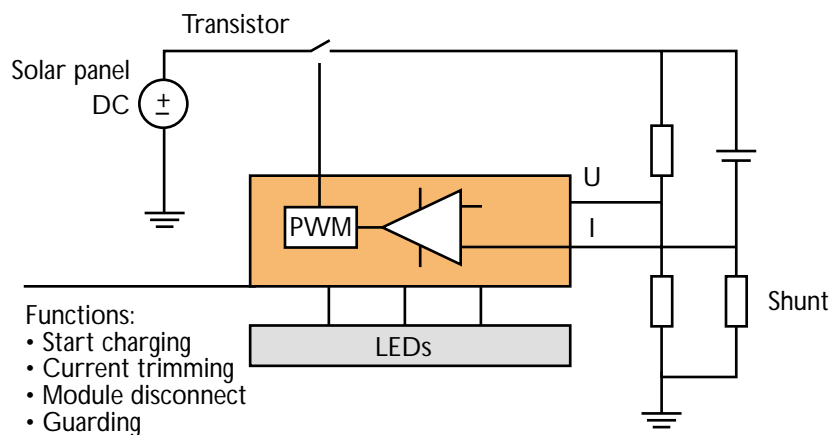 Transistor
Solar panel
DC
+
−
U
PWM
I
Functions:
• Start charging
• Current trimming
• Module disconnect
• Guarding
LEDs
Shunt